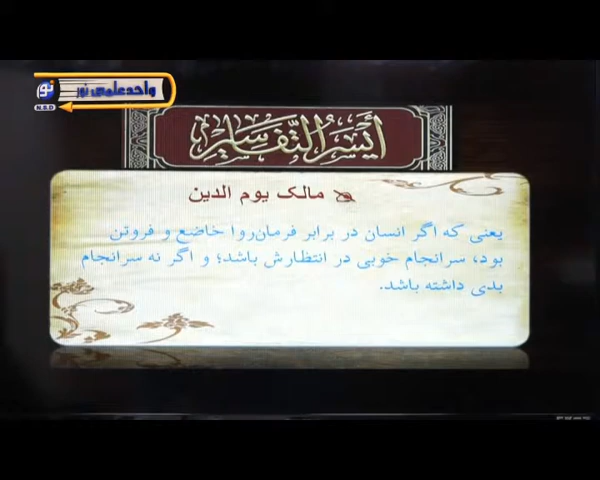 واحد علمی نور
نور
N.S.D
أيسر التفاسير
مالک یوم الدین
یعنی که اگر انسان در برابر فرمان‌روا خاضع و فروتن
بود، سرانجام خوبی در انتظارش باشد؛ و اگر نه سرانجام
بدی داشته باشد.